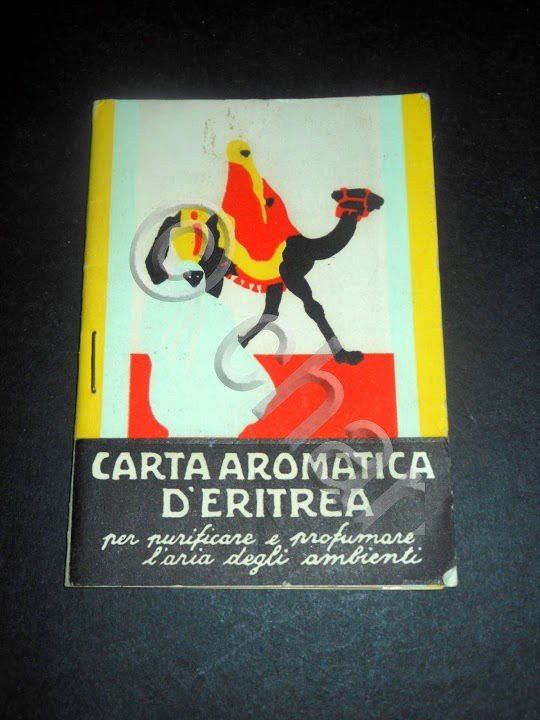 CARTA AROMATICA
D'ERITREA
per purificare e profumare
l'aria degli ambienti